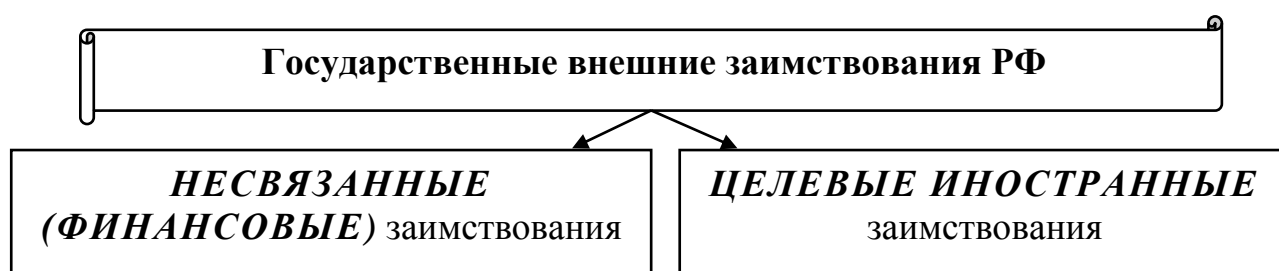 Государственные внешние заимствования РФ
НЕСВЯЗАННЫЕ
(ФИНАНСОВЫЕ) заимствования
ЦЕЛЕВЫЕ ИНОСТРАННЫЕ
заимствования